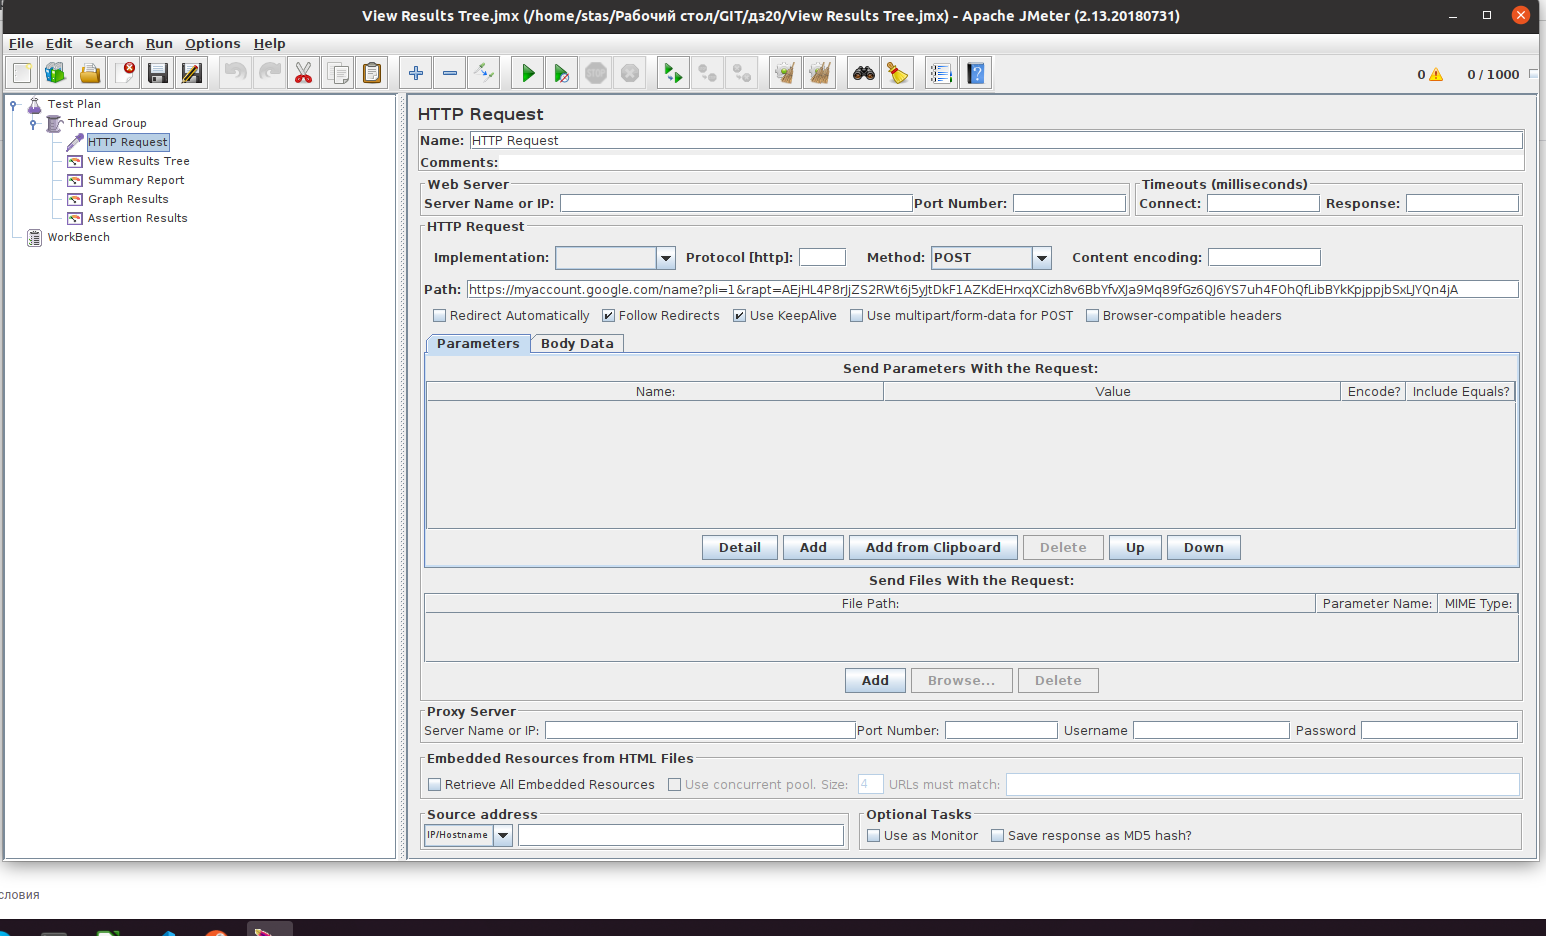 View Results Tree.jmx (/home/stas/Рабочий стол/GIT/дз20/View Results Tree.jmx) - Apache JMeter (2.13.20180731)
File Edit Search Run Options Help
STOP
0 0 / 1000
Test Plan
Thread Group
HTTP Request
View Results Tree
Summary Report
Graph Results
Assertion Results
WorkBench
HTTP Request
Name: HTTP Request
Comments:
Web Server
Server Name or IP: Port Number:
Timeouts (milliseconds)
Connect: Response:
HTTP Request
Implementation: Protocol [http]: Method: POST Content encoding:
Path: https://myaccount.google.com/name?pli=1&rapt=AEjHL4P8rJjZS2RWt6j5yJtDkF1AZKdEHrxqXCizh8v6BbYfvXJa9Mq89fGz6QJ6YS7uh4FOhQfLibBYkKpjppjbSxLJYQn4jA
Redirect Automatically Follow Redirects Use KeepAlive Use multipart/form-data for POST Browser-compatible headers
Parameters Body Data
Send Parameters With the Request:
Name: Value Encode? Include Equals?
Detail Add Add from Clipboard Delete Up Down
Send Files With the Request:
File Path: Parameter Name: MIME Type:
Add Browse... Delete
Proxy Server
Server Name or IP: Port Number: Username Password
Embedded Resources from HTML Files
Retrieve All Embedded Resources Use concurrent pool. Size: 4 URLs must match:
Source address
IP/Hostname
Optional Tasks
Use as Monitor Save response as MD5 hash?
словия